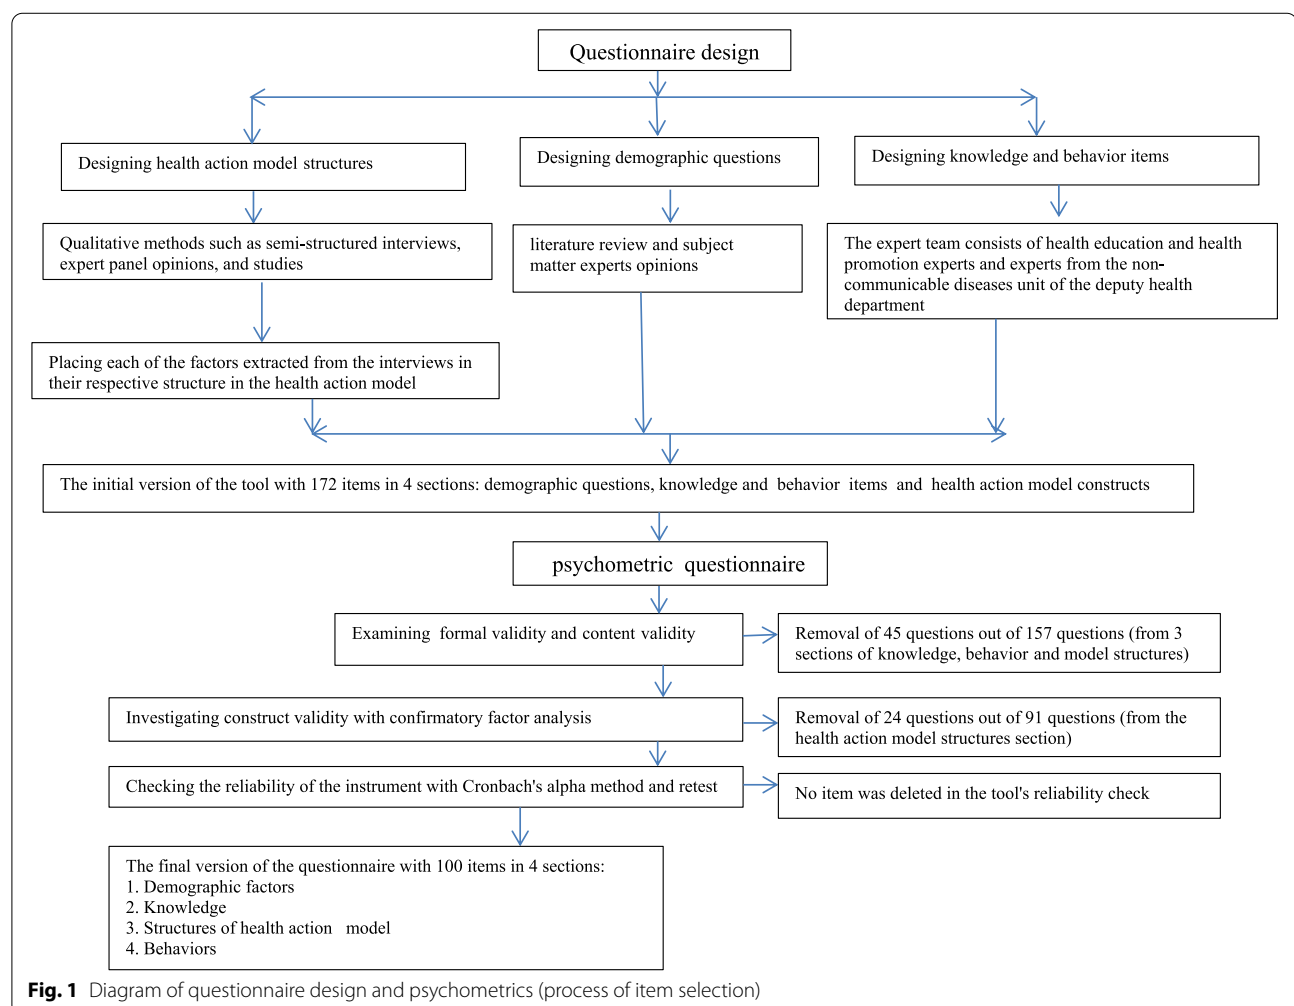 Questionnaire design
Designing health action model structures
Designing demographic questions
Designing knowledge and behavior items
Qualitative methods such as semi-structured interviews,
expert panel opinions, and studies
literature review and subject
matter experts opinions
The expert team consists of health education and health
promotion experts and experts from the non-
communicable diseases unit of the deputy health
department
Placing each of the factors extracted from the interviews in
their respective structure in the health action model
The initial version of the tool with 172 items in 4 sections: demographic questions, knowledge and behavior items and health action model constructs
psychometric questionnaire
Examining formal validity and content validity
Removal of 45 questions out of 157 questions (from 3
sections of knowledge, behavior and model structures)
Investigating construct validity with confirmatory factor analysis
Removal of 24 questions out of 91 questions (from the
health action model structures section)
Checking the reliability of the instrument with Cronbach's alpha method and retest
No item was deleted in the tool's reliability check
The final version of the questionnaire with 100 items in 4 sections:
1. Demographic factors
2. Knowledge
3. Structures of health action model
4. Behaviors
Fig. 1 Diagram of questionnaire design and psychometrics (process of item selection)